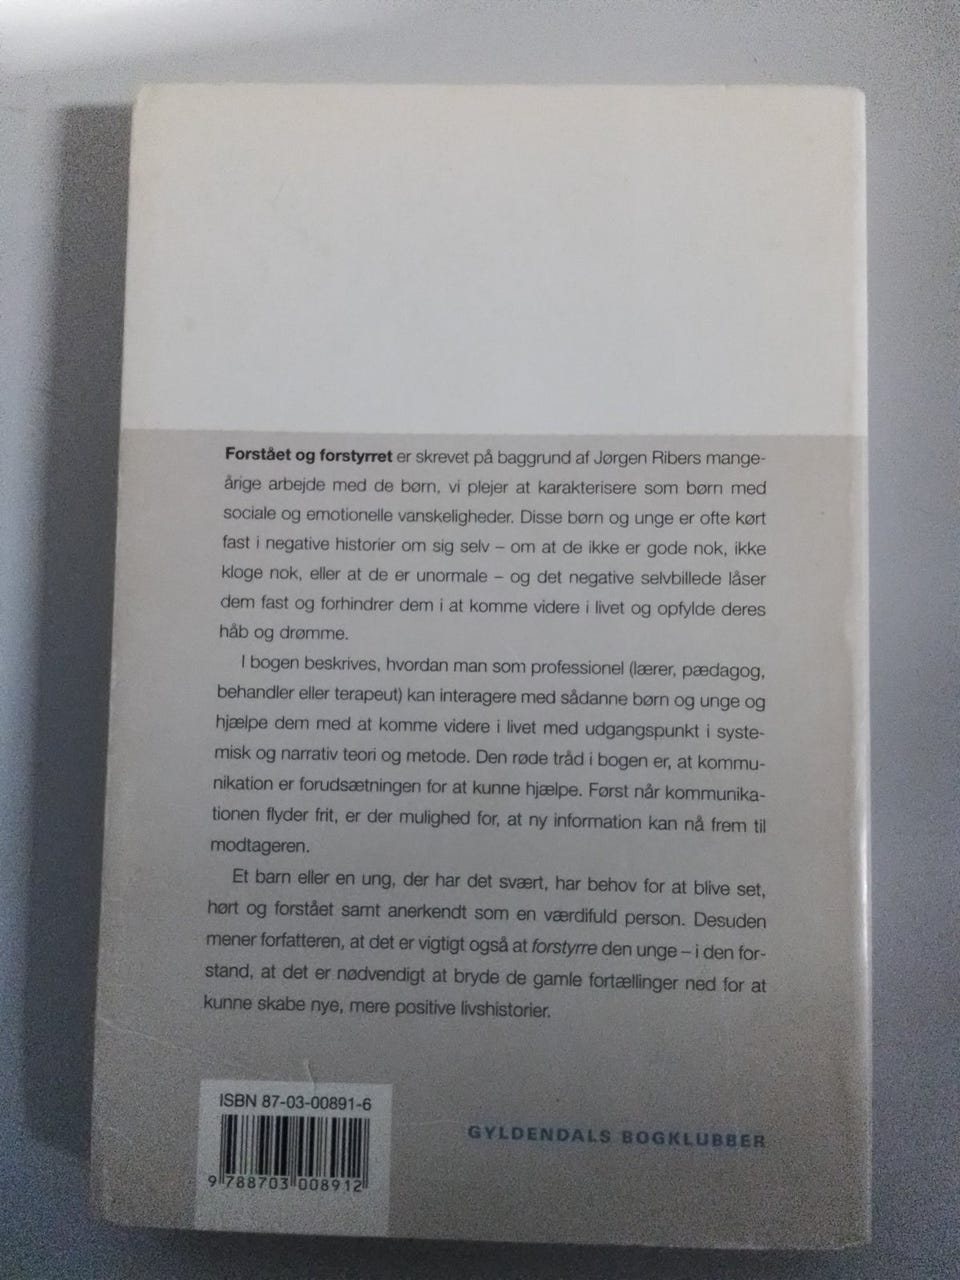 Forstået og forstyrret er skrevet på baggrund af Jørgen Ribers mange-
årige arbejde med de børn, vi plejer at karakterisere som børn med
sociale og emotionelle vanskeligheder. Disse børn og unge er ofte kørt
fast i negative historier om sig selv – om at de ikke er gode nok, ikke
kloge nok, eller at de er unormale – og det negative selvbillede låser
dem fast og forhindrer dem i at komme videre i livet og opfylde deres
håb og drømme.
I bogen beskrives, hvordan man som professionel (lærer, pædagog,
behandler eller terapeut) kan interagere med sådanne børn og unge og
hjælpe dem med at komme videre i livet med udgangspunkt i syste-
misk og narrativ teori og metode. Den røde tråd i bogen er, at kommu-
nikation er forudsætningen for at kunne hjælpe. Først når kommunika-
tionen flyder frit, er der mulighed for, at ny information kan nå frem til
modtageren.
Et barn eller en ung, der har det svært, har behov for at blive set,
hørt og forstået samt anerkendt som en værdifuld person. Desuden
mener forfatteren, at det er vigtigt også at forstyrre den unge – i den for-
stand, at det er nødvendigt at bryde de gamle fortællinger ned for at
kunne skabe nye, mere positive livshistorier.
ISBN 87-03-00891-6
9 788703 008912
GYLDENDALS BOGKLUBBER